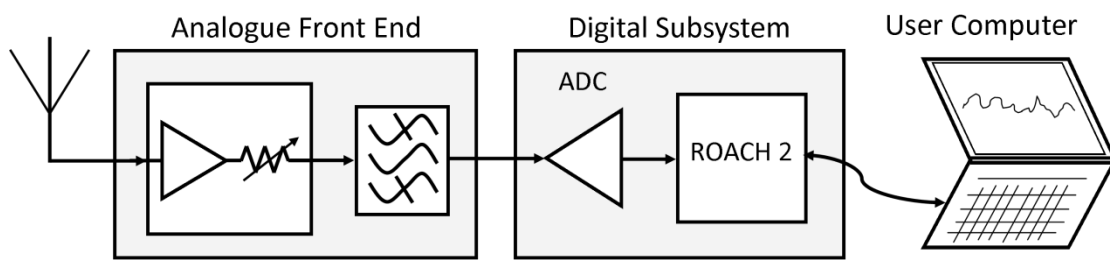 Analogue Front End
Digital Subsystem
User Computer
ADC
ROACH 2